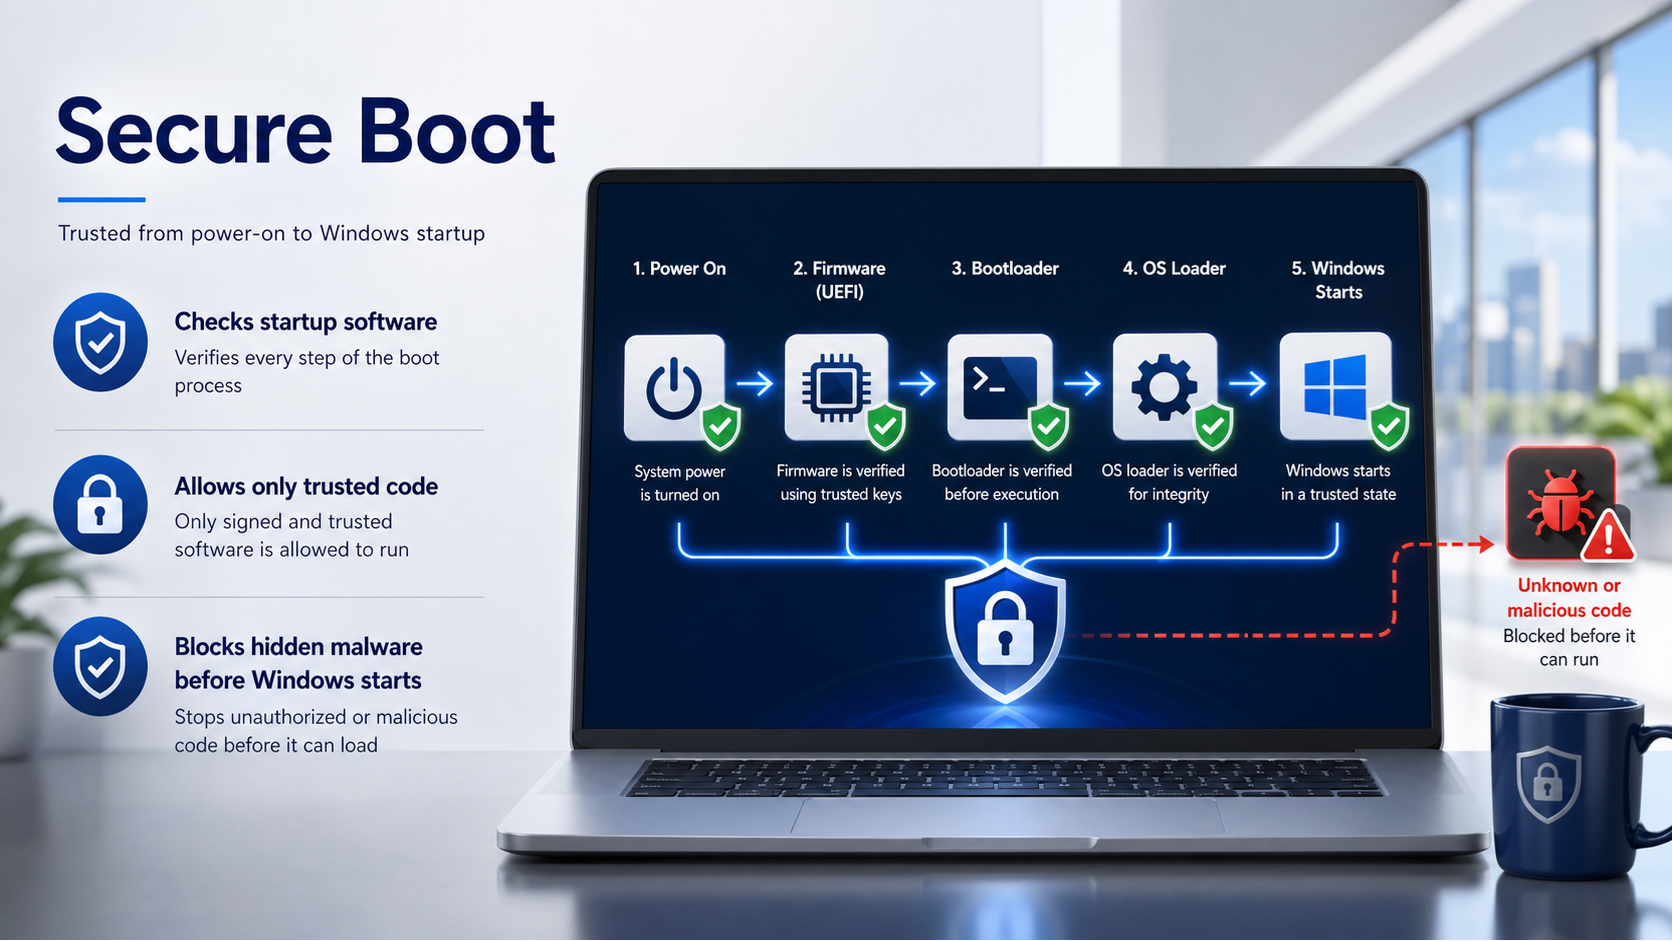 Secure Boot
Trusted from power-on to Windows startup
Checks startup software
Verifies every step of the boot
process
Allows only trusted code
Only signed and trusted
software is allowed to run
Blocks hidden malware
before Windows starts
Stops unauthorized or malicious
code before it can load
1. Power On
2. Firmware
(UEFI)
3. Bootloader
4. OS Loader
5. Windows
Starts
System power
is turned on
Firmware is verified
using trusted keys
Bootloader is verified
before execution
OS loader is verified
for integrity
Windows starts
in a trusted state
Unknown or
malicious code
Blocked before it
can run